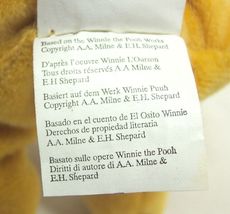 Based on the Winnie the Pooh Works
Copyright A.A. Milne & E.H. Shepard
D'après l'oeuvre Winnie L'Ourson
Tous droits réservés A.A Milne &
E.H. Shepard
Basiert auf dem Werk Winnie Puuh
Copyright A.A. Milne & E.H. Shepard
Basado en el cuento de El Osito Winnie
Derechos de propiedad literaria
A.A. Milne & E.H. Shepard
Basato sulle opere Winnie the Pooh
Diritti di autore di A.A. Milne &
E.H. Shepard